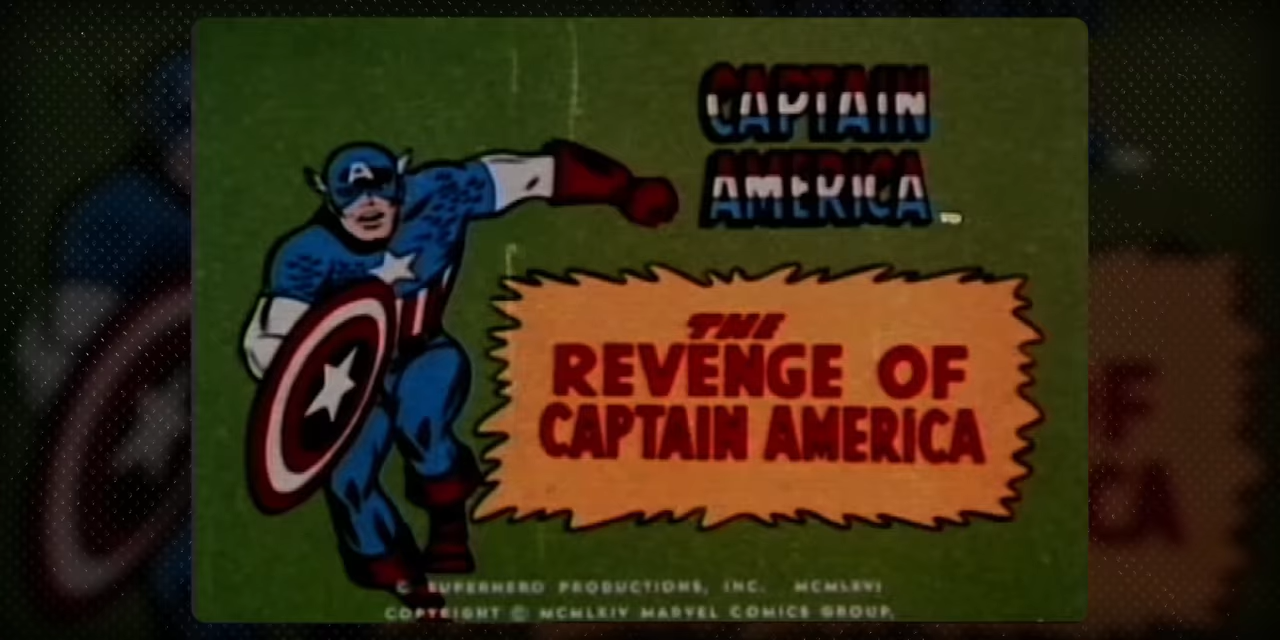 CAPTAIN
AMERICA
THE
REVENGE OF
CAPTAIN AMERICA
A
C. SUPERHERO PRODUCTIONS, INC. MCMLXVI
COPYRIGHT © MCMLXIV MARVEL COMICS GROUP.